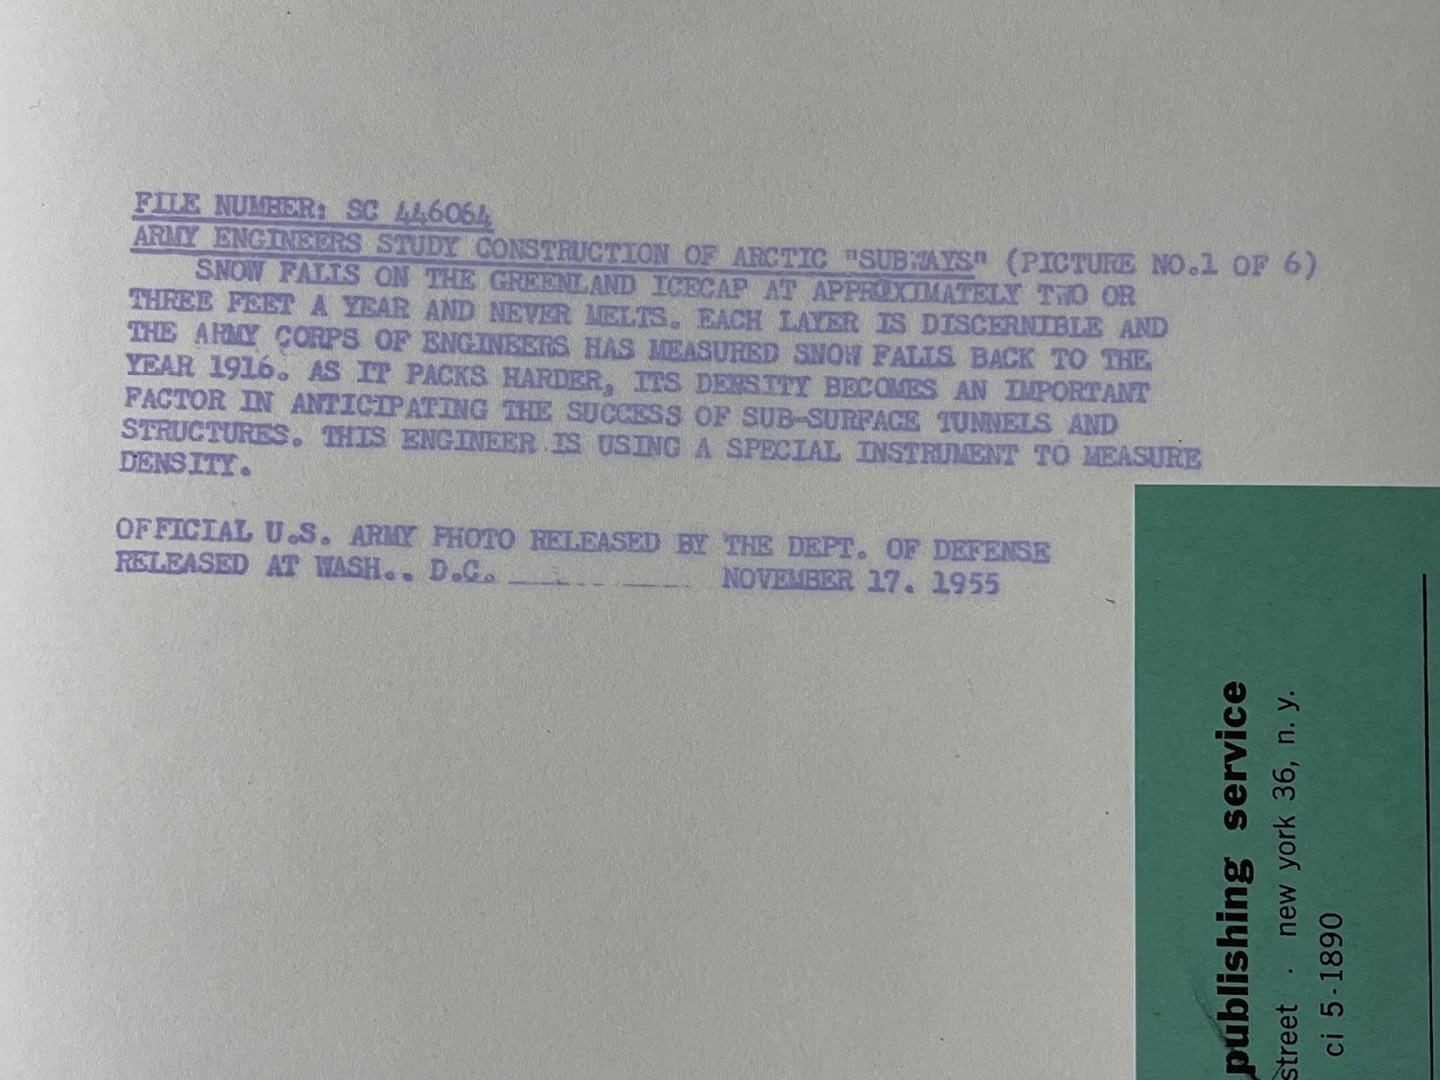 FILE NUMBER: SC 446064
ARMY ENGINEERS STUDY CONSTRUCTION OF ARCTIC "SUBWAYS" (PICTURE NO.1 OF 6)
SNOW FALLS ON THE GREENLAND ICECAP AT APPROXIMATELY TWO OR
THREE FEET A YEAR AND NEVER MELTS. EACH LAYER IS DISCERNIBLE AND
THE ARMY CORPS OF ENGINEERS HAS MEASURED SNOW FALLS BACK TO THE
YEAR 1916. AS IT PACKS HARDER, ITS DENSITY BECOMES AN IMPORTANT
FACTOR IN ANTICIPATING THE SUCCESS OF SUB-SURFACE TUNNELS AND
STRUCTURES. THIS ENGINEER IS USING A SPECIAL INSTRUMENT TO MEASURE
DENSITY.
OFFICIAL U.S. ARMY PHOTO RELEASED BY THE DEPT. OF DEFENSE
RELEASED AT WASH.. D.C. NOVEMBER 17. 1955
publishing service
street · new york 36, n. y.
ci 5-1890